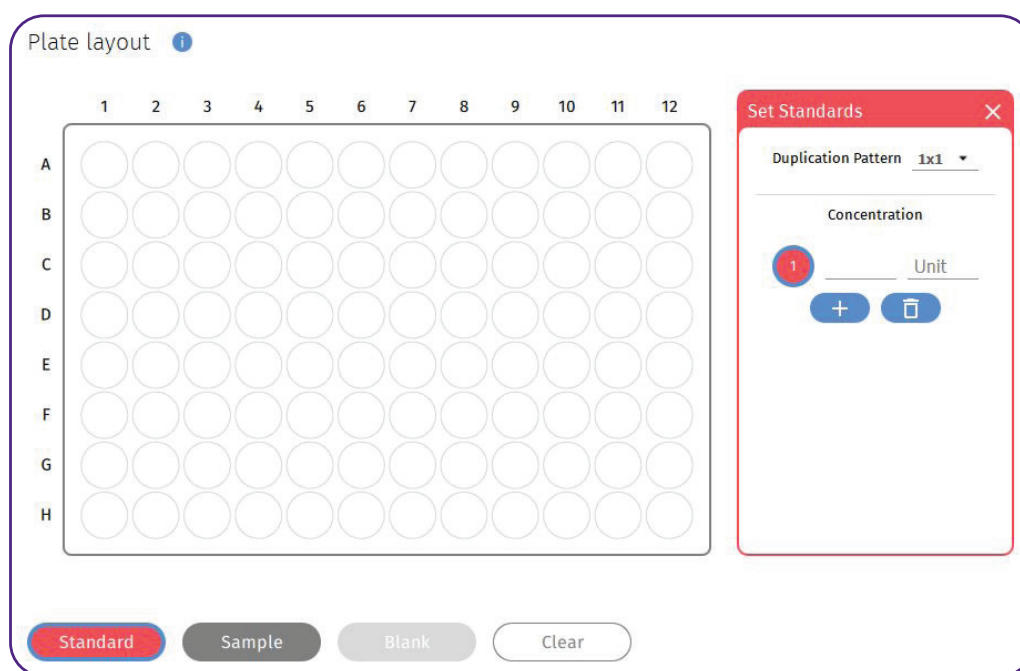 Plate layout i
1 2 3 4 5 6 7 8 9 10 11 12
A
B
C
D
E
F
G
H
Set Standards
Duplication Pattern 1x1
Concentration
1 Unit
Standard Sample Blank Clear